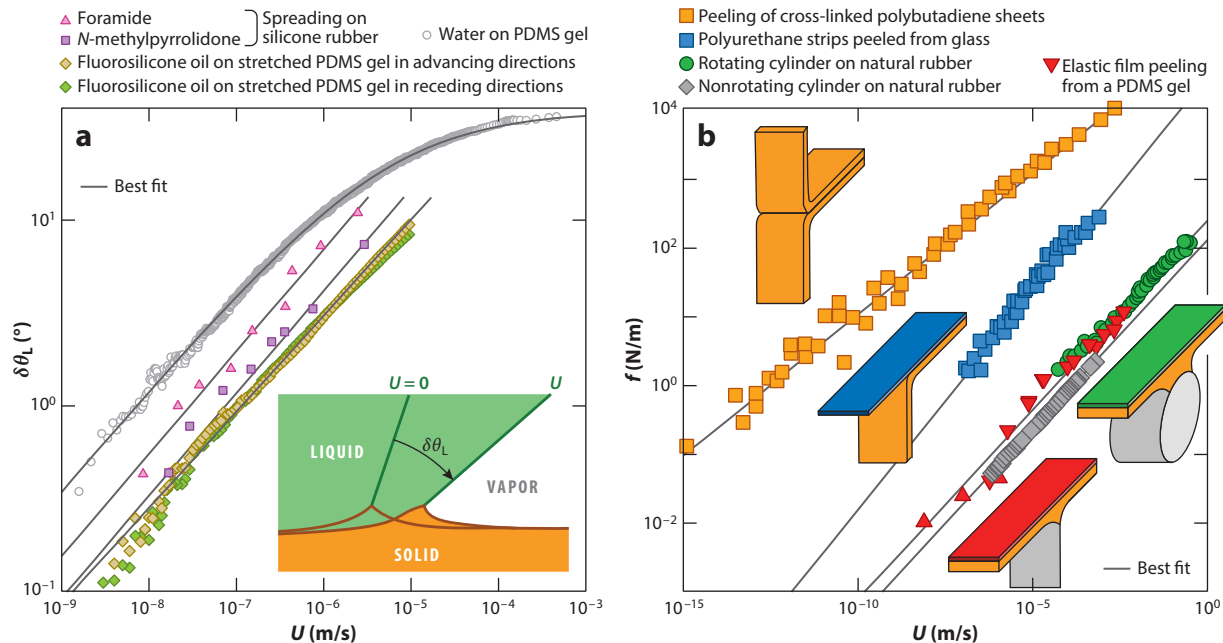 Foramide
N-methylpyrrolidone
Spreading on
silicone rubber
Water on PDMS gel
Fluorosilicone oil on stretched PDMS gel in advancing directions
Fluorosilicone oil on stretched PDMS gel in receding directions
a
Best fit
10¹
10⁰
10⁻¹
δθL (°)
U = 0
U
δθL
LIQUID
VAPOR
SOLID
10⁻⁹
10⁻⁸
10⁻⁷
10⁻⁶
10⁻⁵
10⁻⁴
10⁻³
U (m/s)
Peeling of cross-linked polybutadiene sheets
Polyurethane strips peeled from glass
Rotating cylinder on natural rubber
Nonrotating cylinder on natural rubber
Elastic film peeling
from a PDMS gel
b
10⁴
10²
10⁰
10⁻²
f (N/m)
Best fit
10⁻¹⁵
10⁻¹⁰
10⁻⁵
10⁰
U (m/s)